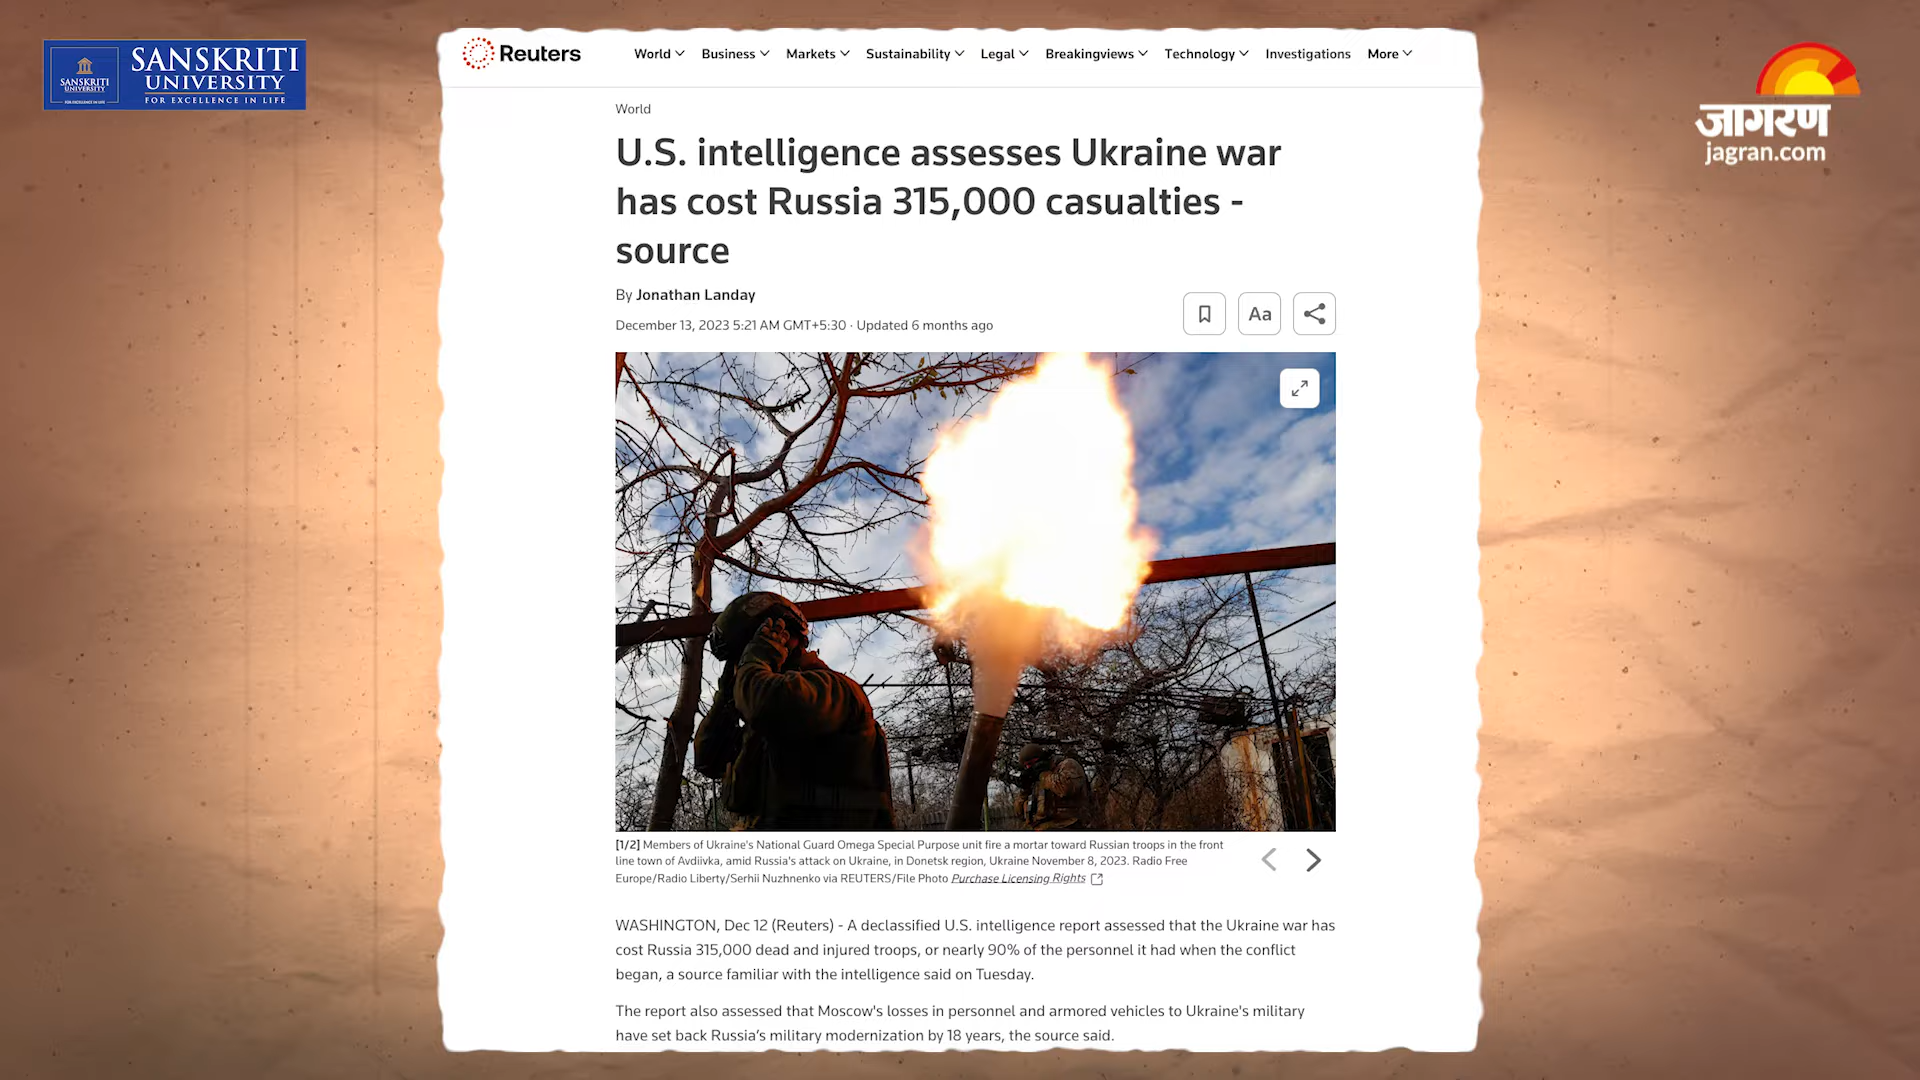 SANSKRITI
UNIVERSITY
FOR EXCELLENCE IN LIFE
SANSKRITI
UNIVERSITY
FOR EXCELLENCE IN LIFE
Reuters
World Business Markets Sustainability Legal Breakingviews Technology Investigations More
जागरण
jagran.com
World
U.S. intelligence assesses Ukraine war
has cost Russia 315,000 casualties -
source
By Jonathan Landay
December 13, 2023 5:21 AM GMT+5:30 · Updated 6 months ago
Aa
[1/2] Members of Ukraine's National Guard Omega Special Purpose unit fire a mortar toward Russian troops in the front
line town of Avdiivka, amid Russia's attack on Ukraine, in Donetsk region, Ukraine November 8, 2023. Radio Free
Europe/Radio Liberty/Serhii Nuzhnenko via REUTERS/File Photo Purchase Licensing Rights
WASHINGTON, Dec 12 (Reuters) - A declassified U.S. intelligence report assessed that the Ukraine war has
cost Russia 315,000 dead and injured troops, or nearly 90% of the personnel it had when the conflict
began, a source familiar with the intelligence said on Tuesday.
The report also assessed that Moscow's losses in personnel and armored vehicles to Ukraine's military
have set back Russia’s military modernization by 18 years, the source said.